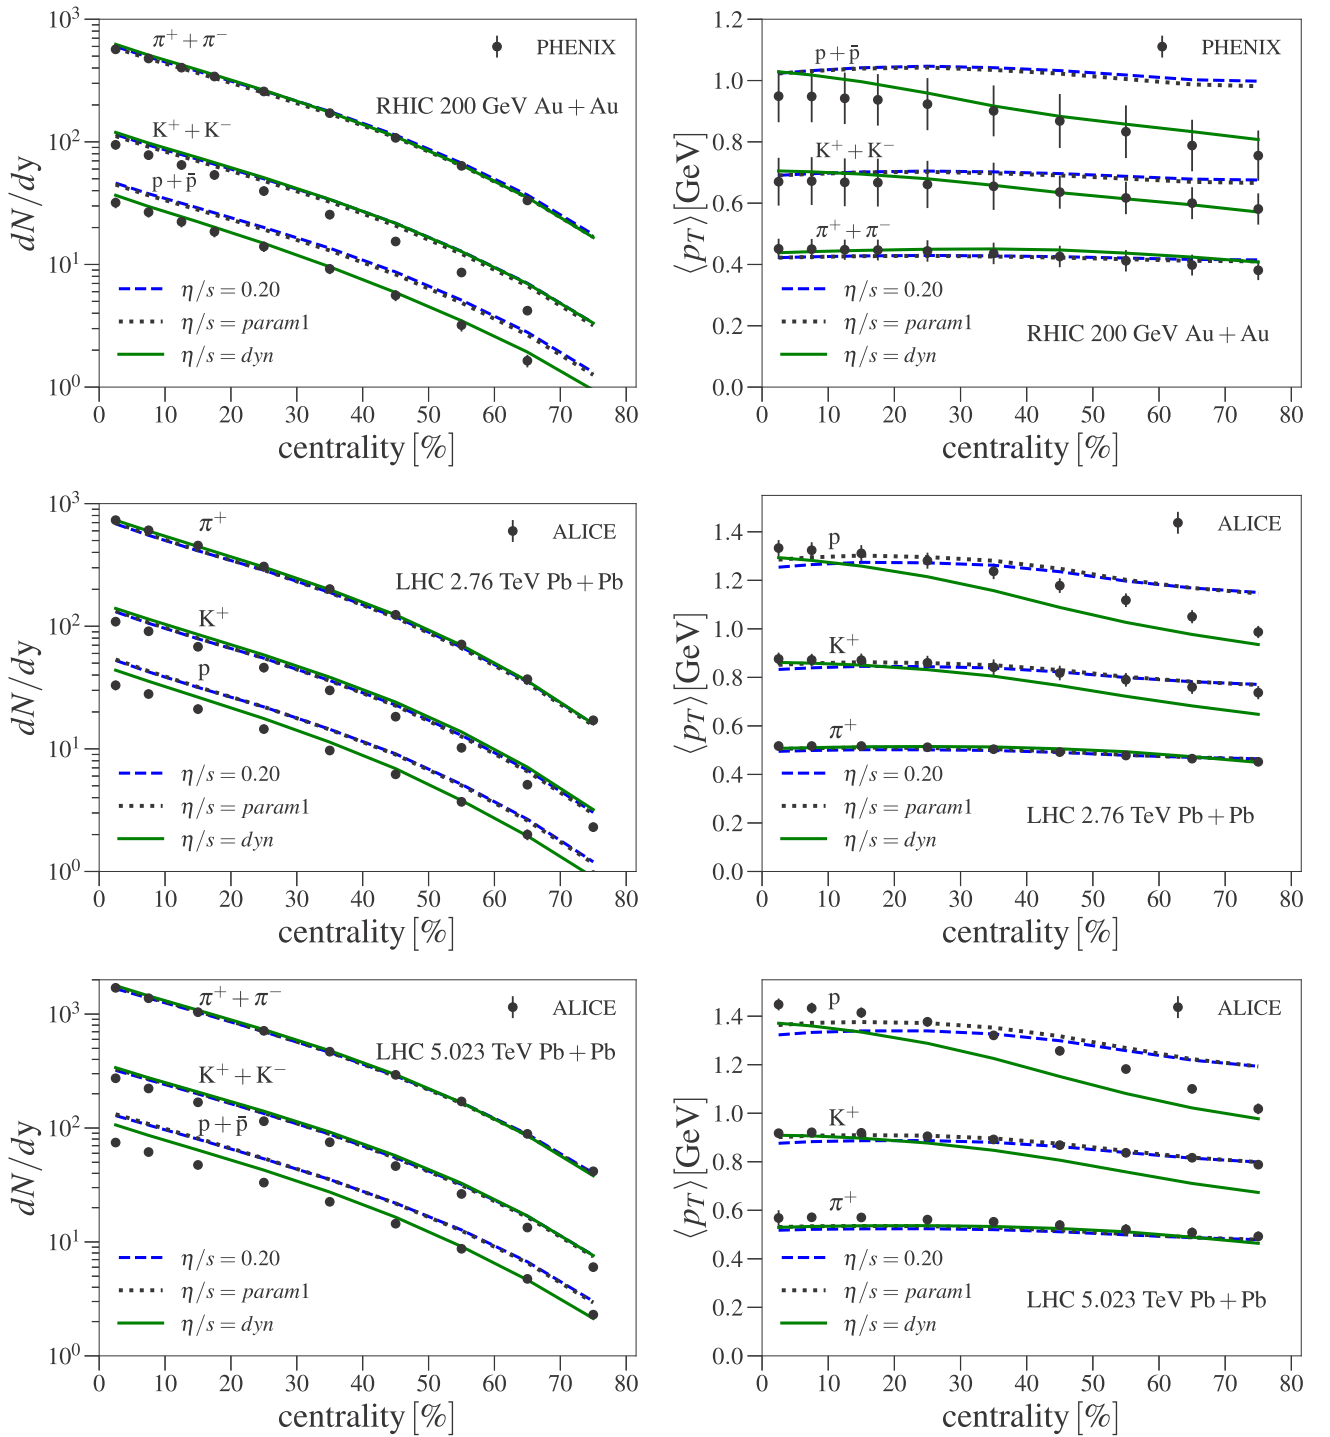 10³
10²
10¹
10⁰
dN/dy
π⁺ + π⁻
K⁺ + K⁻
p + p̄
PHENIX
RHIC 200 GeV Au + Au
η/s = 0.20
η/s = param1
η/s = dyn
0 10 20 30 40 50 60 70 80
centrality [%]
1.2
1.0
0.8
0.6
0.4
0.2
0.0
⟨p_T⟩ [GeV]
p + p̄
K⁺ + K⁻
π⁺ + π⁻
PHENIX
η/s = 0.20
η/s = param1
η/s = dyn
RHIC 200 GeV Au + Au
0 10 20 30 40 50 60 70 80
centrality [%]
10³
10²
10¹
10⁰
dN/dy
π⁺
K⁺
p
ALICE
LHC 2.76 TeV Pb + Pb
η/s = 0.20
η/s = param1
η/s = dyn
0 10 20 30 40 50 60 70 80
centrality [%]
1.4
1.2
1.0
0.8
0.6
0.4
0.2
0.0
⟨p_T⟩ [GeV]
p
K⁺
π⁺
ALICE
η/s = 0.20
η/s = param1
η/s = dyn
LHC 2.76 TeV Pb + Pb
0 10 20 30 40 50 60 70 80
centrality [%]
10³
10²
10¹
10⁰
dN/dy
π⁺ + π⁻
K⁺ + K⁻
p + p̄
ALICE
LHC 5.023 TeV Pb + Pb
η/s = 0.20
η/s = param1
η/s = dyn
0 10 20 30 40 50 60 70 80
centrality [%]
1.4
1.2
1.0
0.8
0.6
0.4
0.2
0.0
⟨p_T⟩ [GeV]
p
K⁺
π⁺
ALICE
η/s = 0.20
η/s = param1
η/s = dyn
LHC 5.023 TeV Pb + Pb
0 10 20 30 40 50 60 70 80
centrality [%]